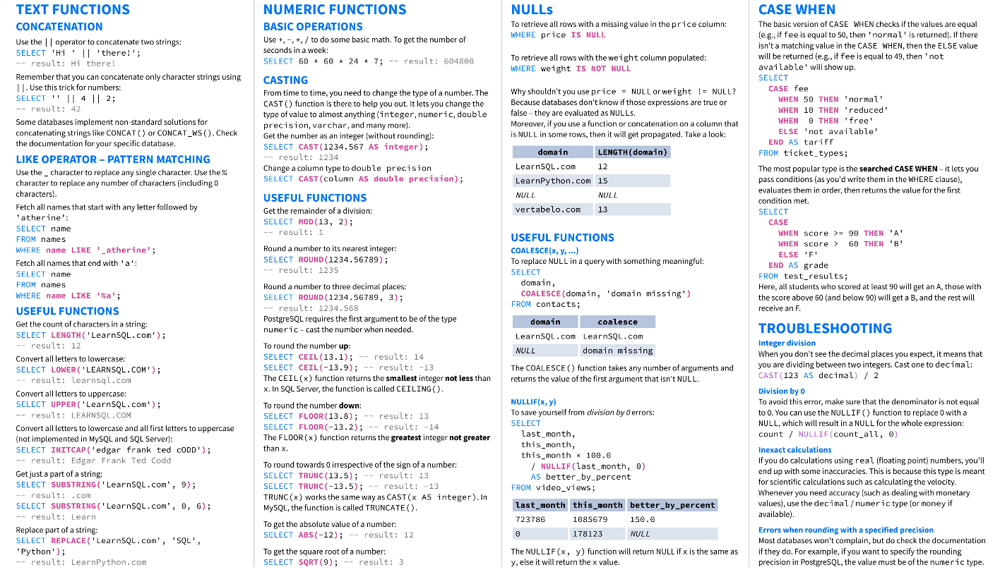 TEXT FUNCTIONS
CONCATENATION
Use the || operator to concatenate two strings:
SELECT 'Hi ' || 'there!';
-- result: Hi there!
Remember that you can concatenate only character strings using
||. Use this trick for numbers:
SELECT '' || 4 || 2;
-- result: 42
Some databases implement non-standard solutions for
concatenating strings like CONCAT() or CONCAT_WS(). Check
the documentation for your specific database.
LIKE OPERATOR – PATTERN MATCHING
Use the _ character to replace any single character. Use the %
character to replace any number of characters (including 0
characters).
Fetch all names that start with any letter followed by
'atherine':
SELECT name
FROM names
WHERE name LIKE '_atherine';
Fetch all names that end with 'a':
SELECT name
FROM names
WHERE name LIKE '%a';
USEFUL FUNCTIONS
Get the count of characters in a string:
SELECT LENGTH('LearnSQL.com');
-- result: 12
Convert all letters to lowercase:
SELECT LOWER('LEARNSQL.COM');
-- result: learnsql.com
Convert all letters to uppercase:
SELECT UPPER('LearnSQL.com');
-- result: LEARNSQL.COM
Convert all letters to lowercase and all first letters to uppercase
(not implemented in MySQL and SQL Server):
SELECT INITCAP('edgar frank ted cODD');
-- result: Edgar Frank Ted Codd
Get just a part of a string:
SELECT SUBSTRING('LearnSQL.com', 9);
-- result: .com
SELECT SUBSTRING('LearnSQL.com', 0, 6);
-- result: Learn
Replace part of a string:
SELECT REPLACE('LearnSQL.com', 'SQL',
'Python');
-- result: LearnPython.com
NUMERIC FUNCTIONS
BASIC OPERATIONS
Use +, -, *, / to do some basic math. To get the number of
seconds in a week:
SELECT 60 * 60 * 24 * 7; -- result: 604800
CASTING
From time to time, you need to change the type of a number. The
CAST() function is there to help you out. It lets you change the
type of value to almost anything (integer, numeric, double
precision, varchar, and many more).
Get the number as an integer (without rounding):
SELECT CAST(1234.567 AS integer);
-- result: 1234
Change a column type to double precision
SELECT CAST(column AS double precision);
USEFUL FUNCTIONS
Get the remainder of a division:
SELECT MOD(13, 2);
-- result: 1
Round a number to its nearest integer:
SELECT ROUND(1234.56789);
-- result: 1235
Round a number to three decimal places:
SELECT ROUND(1234.56789, 3);
-- result: 1234.568
PostgreSQL requires the first argument to be of the type
numeric – cast the number when needed.
To round the number up:
SELECT CEIL(13.1); -- result: 14
SELECT CEIL(-13.9); -- result: -13
The CEIL(x) function returns the smallest integer not less than
x. In SQL Server, the function is called CEILING().
To round the number down:
SELECT FLOOR(13.8); -- result: 13
SELECT FLOOR(-13.2); -- result: -14
The FLOOR(x) function returns the greatest integer not greater
than x.
To round towards 0 irrespective of the sign of a number:
SELECT TRUNC(13.5); -- result: 13
SELECT TRUNC(-13.5); -- result: -13
TRUNC(x) works the same way as CAST(x AS integer). In
MySQL, the function is called TRUNCATE().
To get the absolute value of a number:
SELECT ABS(-12); -- result: 12
To get the square root of a number:
SELECT SQRT(9); -- result: 3
NULLs
To retrieve all rows with a missing value in the price column:
WHERE price IS NULL
To retrieve all rows with the weight column populated:
WHERE weight IS NOT NULL
Why shouldn't you use price = NULL or weight != NULL?
Because databases don't know if those expressions are true or
false – they are evaluated as NULLs.
Moreover, if you use a function or concatenation on a column that
is NULL in some rows, then it will get propagated. Take a look:
domain LENGTH(domain)
LearnSQL.com 12
LearnPython.com 15
NULL NULL
vertabelo.com 13
USEFUL FUNCTIONS
COALESCE(x, y, ...)
To replace NULL in a query with something meaningful:
SELECT
domain,
COALESCE(domain, 'domain missing')
FROM contacts;
domain coalesce
LearnSQL.com LearnSQL.com
NULL domain missing
The COALESCE() function takes any number of arguments and
returns the value of the first argument that isn't NULL.
NULLIF(x, y)
To save yourself from division by 0 errors:
SELECT
last_month,
this_month,
this_month * 100.0
/ NULLIF(last_month, 0)
AS better_by_percent
FROM video_views;
last_month this_month better_by_percent
723786 1085679 150.0
0 178123 NULL
The NULLIF(x, y) function will return NULL if x is the same as
y, else it will return the x value.
CASE WHEN
The basic version of CASE WHEN checks if the values are equal
(e.g., if fee is equal to 50, then 'normal' is returned). If there
isn't a matching value in the CASE WHEN, then the ELSE value
will be returned (e.g., if fee is equal to 49, then 'not
available' will show up.
SELECT
CASE fee
WHEN 50 THEN 'normal'
WHEN 10 THEN 'reduced'
WHEN 0 THEN 'free'
ELSE 'not available'
END AS tariff
FROM ticket_types;
The most popular type is the searched CASE WHEN – it lets you
pass conditions (as you'd write them in the WHERE clause),
evaluates them in order, then returns the value for the first
condition met.
SELECT
CASE
WHEN score >= 90 THEN 'A'
WHEN score > 60 THEN 'B'
ELSE 'F'
END AS grade
FROM test_results;
Here, all students who scored at least 90 will get an A, those with
the score above 60 (and below 90) will get a B, and the rest will
receive an F.
TROUBLESHOOTING
Integer division
When you don't see the decimal places you expect, it means that
you are dividing between two integers. Cast one to decimal:
CAST(123 AS decimal) / 2
Division by 0
To avoid this error, make sure that the denominator is not equal
to 0. You can use the NULLIF() function to replace 0 with a
NULL, which will result in a NULL for the whole expression:
count / NULLIF(count_all, 0)
Inexact calculations
If you do calculations using real (floating point) numbers, you'll
end up with some inaccuracies. This is because this type is meant
for scientific calculations such as calculating the velocity.
Whenever you need accuracy (such as dealing with monetary
values), use the decimal / numeric type (or money if
available).
Errors when rounding with a specified precision
Most databases won't complain, but do check the documentation
if they do. For example, if you want to specify the rounding
precision in PostgreSQL, the value must be of the numeric type.